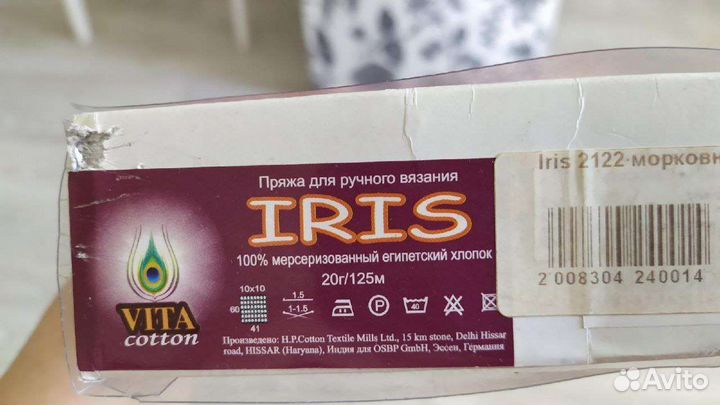 Пряжа для ручного вязания
IRIS
100% мерсеризованный египетский хлопок
20г/125м
10x10
60
41
1.5
1-1.5
P
40
VITA
cotton
Произведено: H.P.Cotton Textile Mills Ltd., 15 km stone, Delhi Hissar
road, HISSAR (Haryana), Индия для OSBP GmbH, Эссен, Германия
Iris 2122-морковн
2 008304 240014
Avito